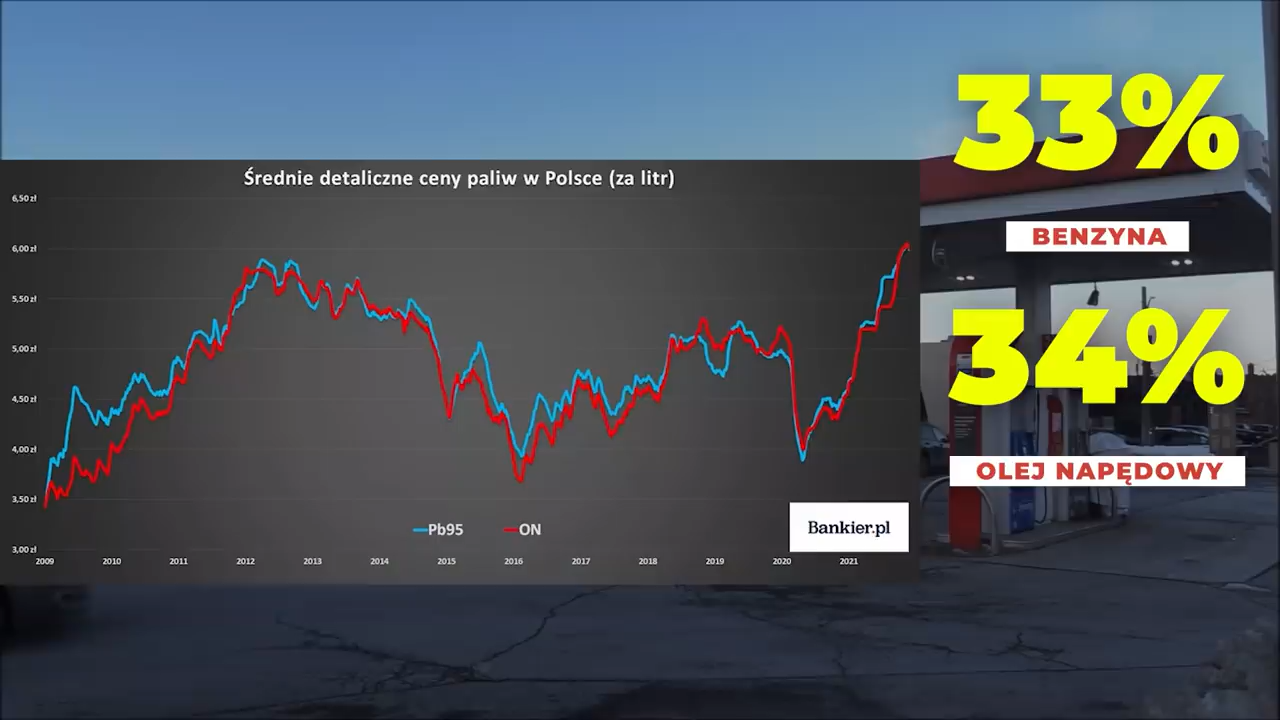 33%
BENZYNA
34%
OLEJ NAPĘDOWY
Średnie detaliczne ceny paliw w Polsce (za litr)
6,50 zł
6,00 zł
5,50 zł
5,00 zł
4,50 zł
4,00 zł
3,50 zł
3,00 zł
Pb95 ON
Bankier.pl
2009 2010 2011 2012 2013 2014 2015 2016 2017 2018 2019 2020 2021